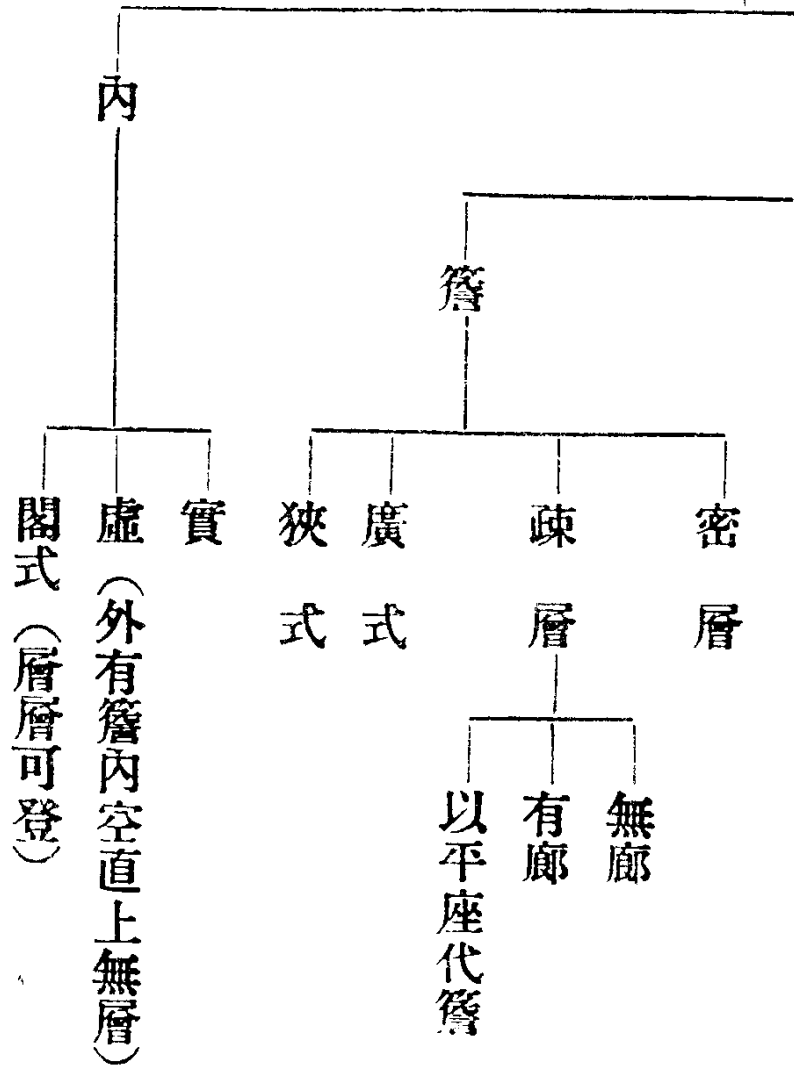 簷
密層
疎層
無廊
有廊
以平座代簷
廣式
狹式
內
實
虛（外有簷內空直上無層）
閣式（層層可登）